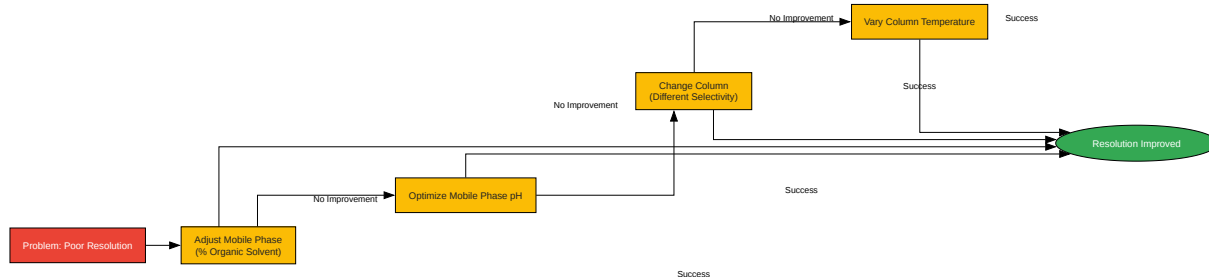 No Improvement
Vary Column Temperature
Success
Change Column
(Different Selectivity)
Success
No Improvement
Resolution Improved
Optimize Mobile Phase pH
Success
No Improvement
Problem: Poor Resolution
Adjust Mobile Phase
(% Organic Solvent)
Success